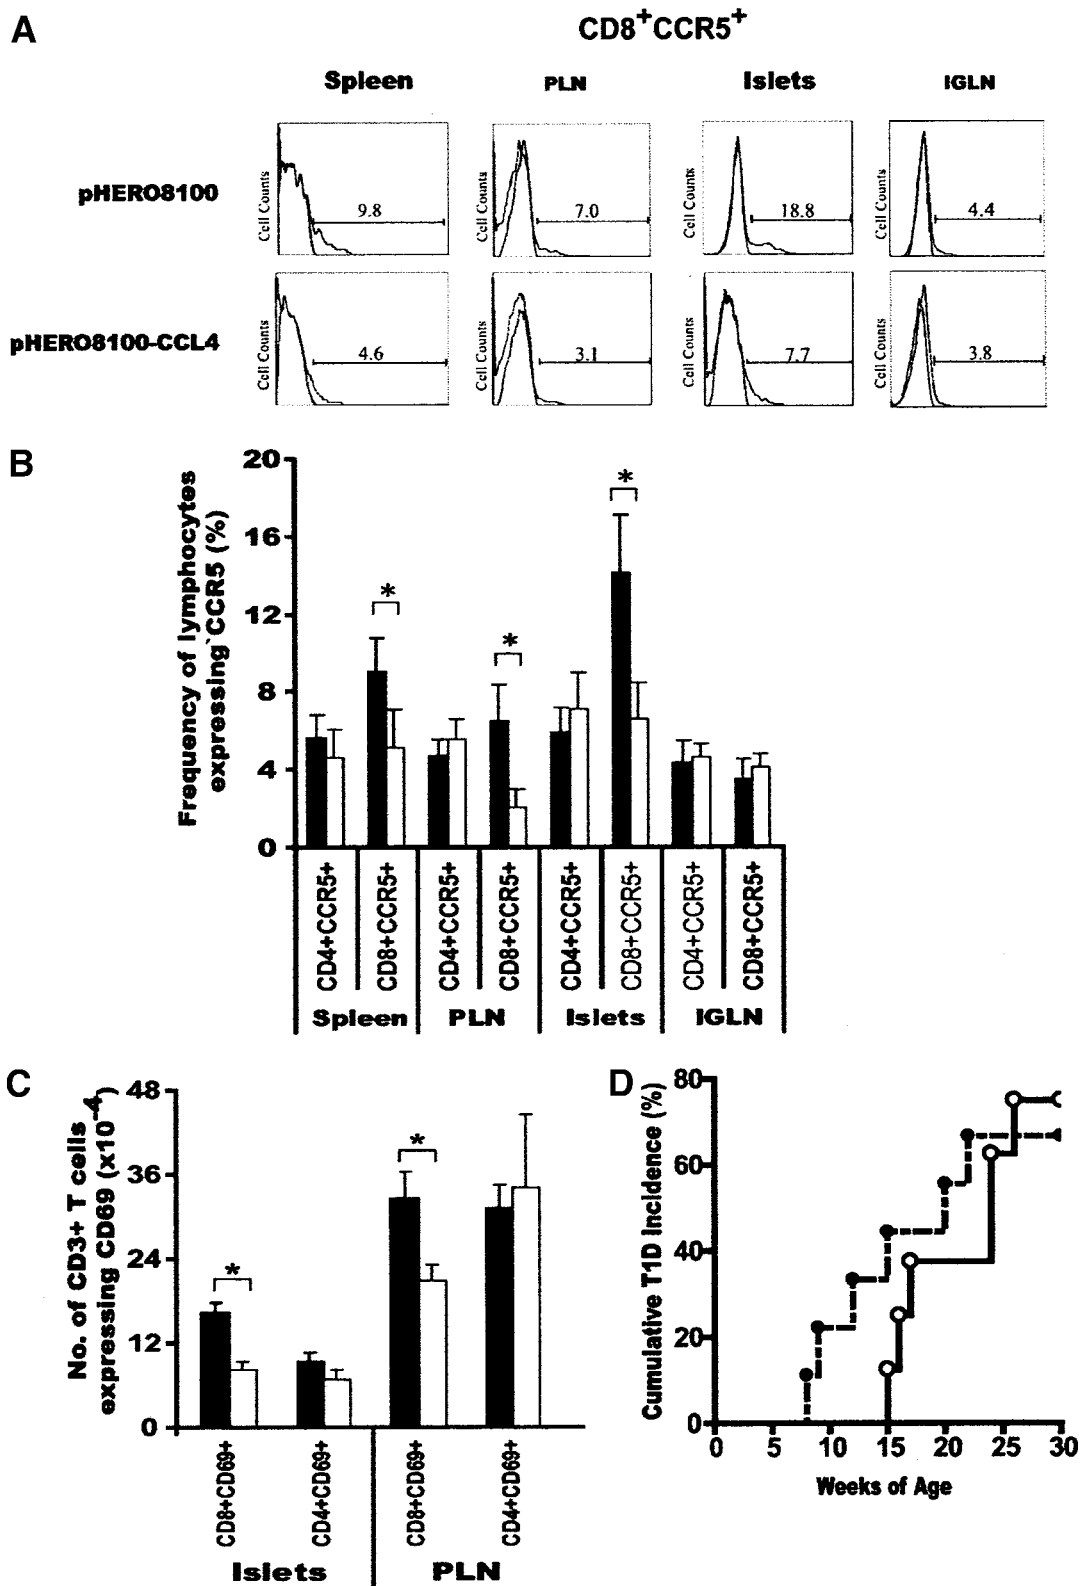 A
CD8+CCR5+
Spleen PLN Islets IGLN
pHERO8100
Cell Counts 9.8
Cell Counts 7.0
Cell Counts 18.8
Cell Counts 4.4
pHERO8100-CCL4
Cell Counts 4.6
Cell Counts 3.1
Cell Counts 7.7
Cell Counts 3.8
B
Frequency of lymphocytes
expressing CCR5 (%)
20
16
12
8
4
0
*
*
*
CD4+CCR5+
CD8+CCR5+
CD4+CCR5+
CD8+CCR5+
CD4+CCR5+
CD8+CCR5+
CD4+CCR5+
CD8+CCR5+
Spleen PLN Islets IGLN
C
No. of CD3+ T cells
expressing CD69 (x10-4)
48
36
24
12
0
*
*
CD8+CD69+
CD4+CD69+
CD8+CD69+
CD4+CD69+
Islets PLN
D
Cumulative T1D Incidence (%)
80
60
40
20
0
0 5 10 15 20 25 30
Weeks of Age